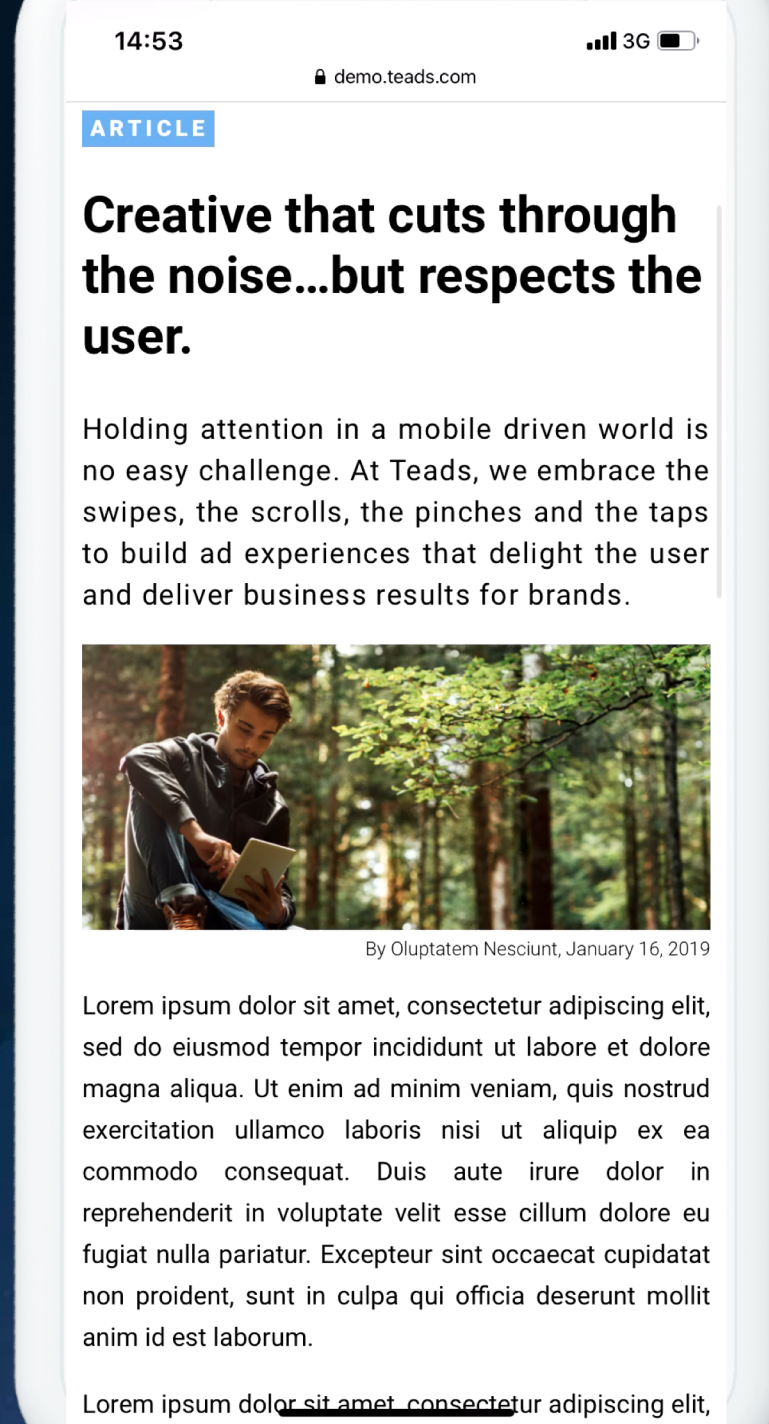 14:53
3G
demo.teads.com
ARTICLE
Creative that cuts through
the noise...but respects the
user.
Holding attention in a mobile driven world is
no easy challenge. At Teads, we embrace the
swipes, the scrolls, the pinches and the taps
to build ad experiences that delight the user
and deliver business results for brands.
By Oluptatem Nesciunt, January 16, 2019
Lorem ipsum dolor sit amet, consectetur adipiscing elit,
sed do eiusmod tempor incididunt ut labore et dolore
magna aliqua. Ut enim ad minim veniam, quis nostrud
exercitation ullamco laboris nisi ut aliquip ex ea
commodo consequat. Duis aute irure dolor in
reprehenderit in voluptate velit esse cillum dolore eu
fugiat nulla pariatur. Excepteur sint occaecat cupidatat
non proident, sunt in culpa qui officia deserunt mollit
anim id est laborum.
Lorem ipsum dolor sit amet, consectetur adipiscing elit,